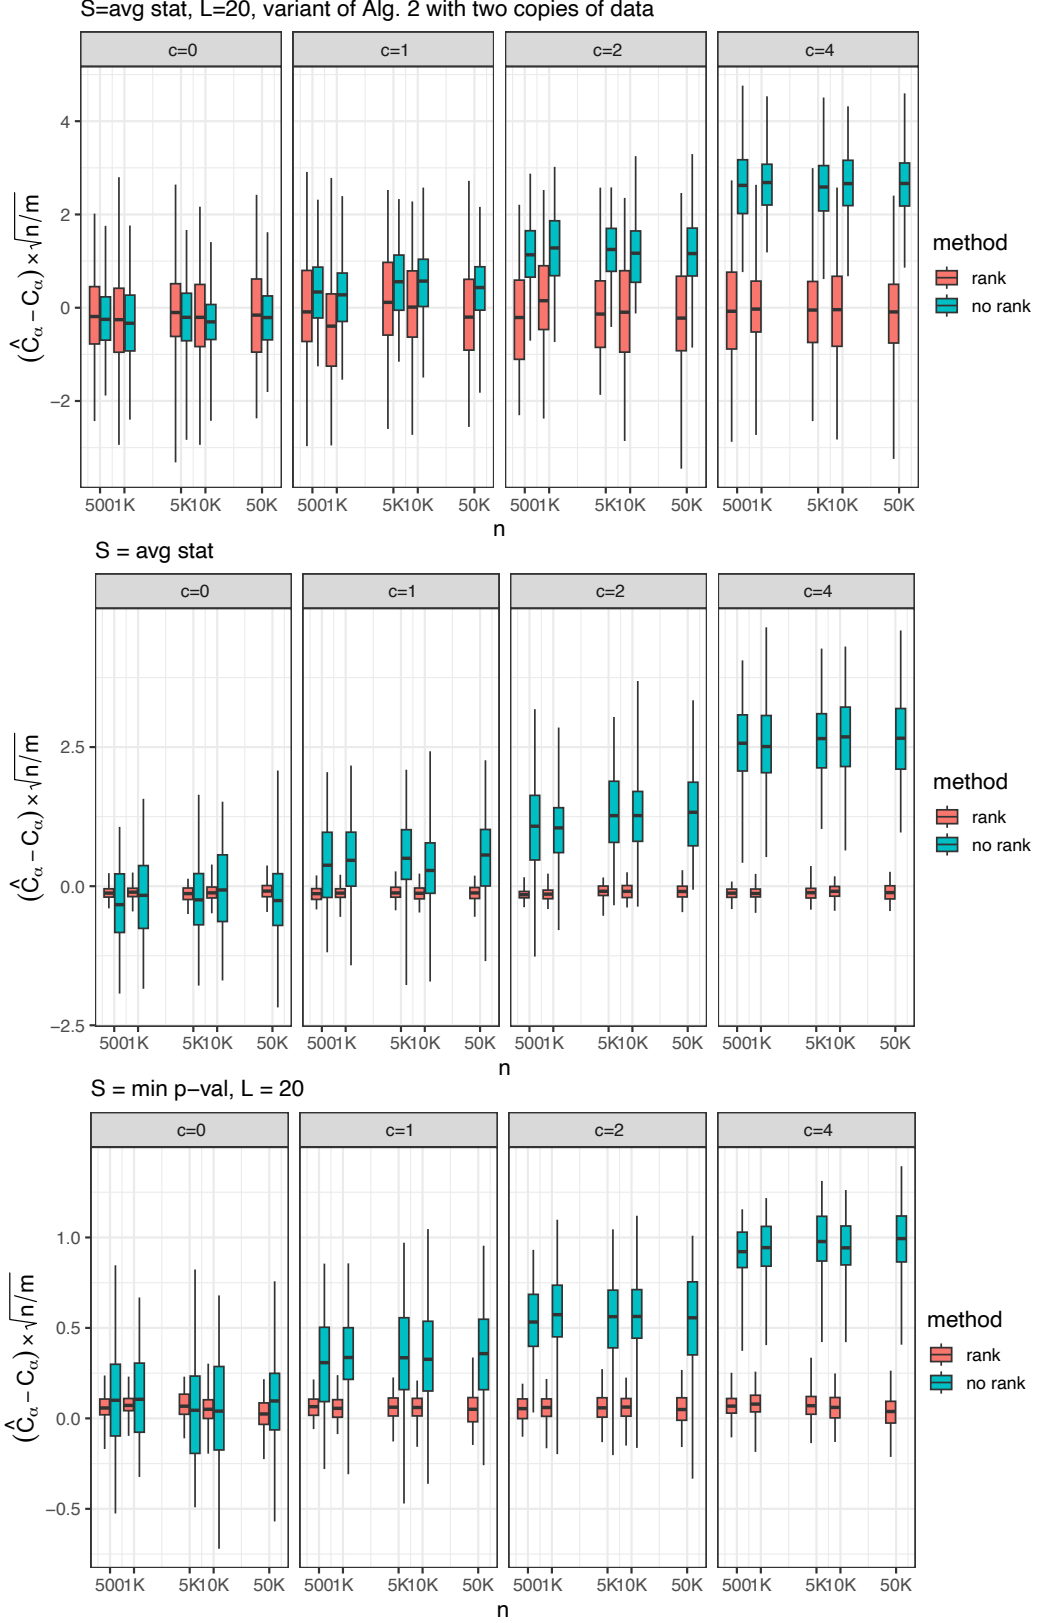 S=avg stat, L=20, variant of Alg. 2 with two copies of data
c=0 c=1 c=2 c=4
4
2
0
−2
(Ĉα − Cα) × √n/m
5001K 5K10K 50K 5001K 5K10K 50K 5001K 5K10K 50K 5001K 5K10K 50K
n
method
rank
no rank
S = avg stat
c=0 c=1 c=2 c=4
2.5
0.0
−2.5
(Ĉα − Cα) × √n/m
5001K 5K10K 50K 5001K 5K10K 50K 5001K 5K10K 50K 5001K 5K10K 50K
n
method
rank
no rank
S = min p−val, L = 20
c=0 c=1 c=2 c=4
1.0
0.5
0.0
−0.5
(Ĉα − Cα) × √n/m
5001K 5K10K 50K 5001K 5K10K 50K 5001K 5K10K 50K 5001K 5K10K 50K
n
method
rank
no rank